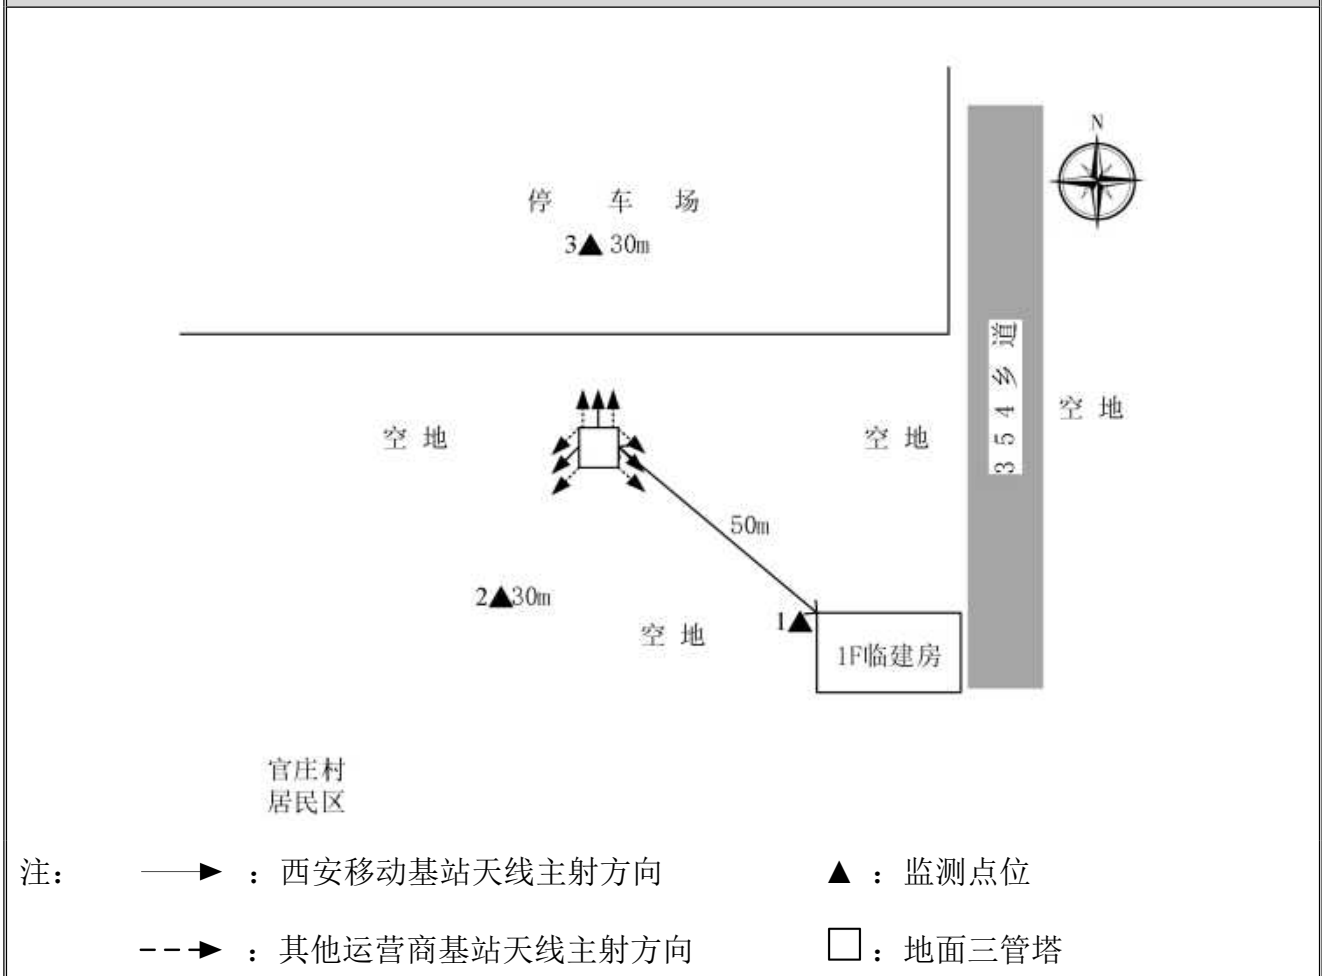 N
停 车 场
3▲ 30m
354乡道
空 地
空 地
空 地
50m
2▲30m
1▲
空 地
1F临建房
官庄村
居民区
注： ：西安移动基站天线主射方向 ▲ ：监测点位
：其他运营商基站天线主射方向 ：地面三管塔